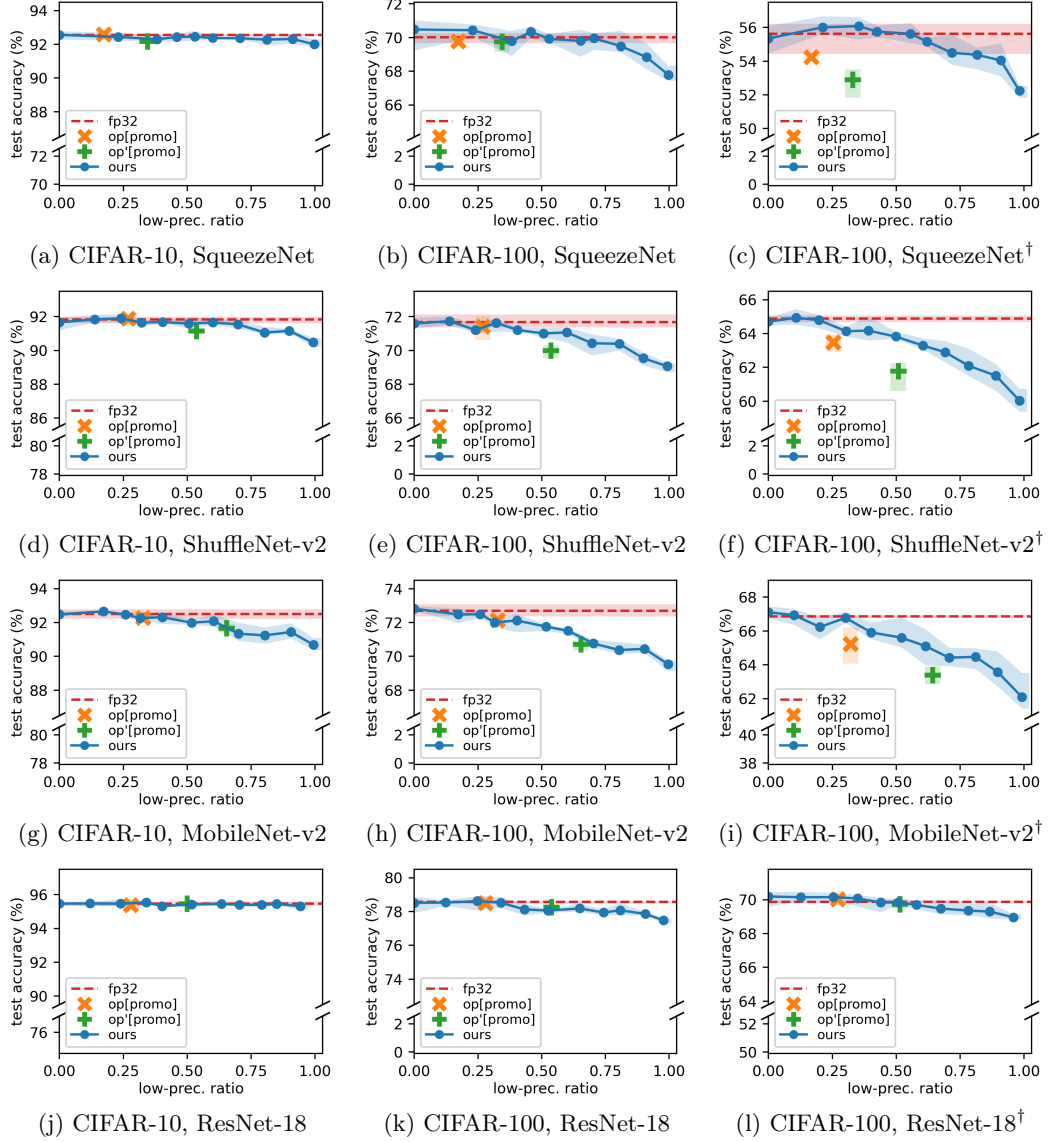 test accuracy (%)
94
92
88
72
70
0.00 0.25 0.50 0.75 1.00
low-prec. ratio
fp32
op[promo]
op'[promo]
ours
(a) CIFAR-10, SqueezeNet
test accuracy (%)
72
70
68
66
2
0
0.00 0.25 0.50 0.75 1.00
low-prec. ratio
fp32
op[promo]
op'[promo]
ours
(b) CIFAR-100, SqueezeNet
test accuracy (%)
56
54
52
50
2
0
0.00 0.25 0.50 0.75 1.00
low-prec. ratio
fp32
op[promo]
op'[promo]
ours
(c) CIFAR-100, SqueezeNet†
test accuracy (%)
92
90
86
80
78
0.00 0.25 0.50 0.75 1.00
low-prec. ratio
fp32
op[promo]
op'[promo]
ours
(d) CIFAR-10, ShuffleNet-v2
test accuracy (%)
72
70
68
66
2
0
0.00 0.25 0.50 0.75 1.00
low-prec. ratio
fp32
op[promo]
op'[promo]
ours
(e) CIFAR-100, ShuffleNet-v2
test accuracy (%)
66
64
62
60
2
0
0.00 0.25 0.50 0.75 1.00
low-prec. ratio
fp32
op[promo]
op'[promo]
ours
(f) CIFAR-100, ShuffleNet-v2†
test accuracy (%)
94
92
90
88
80
78
0.00 0.25 0.50 0.75 1.00
low-prec. ratio
fp32
op[promo]
op'[promo]
ours
(g) CIFAR-10, MobileNet-v2
test accuracy (%)
74
72
70
68
2
0
0.00 0.25 0.50 0.75 1.00
low-prec. ratio
fp32
op[promo]
op'[promo]
ours
(h) CIFAR-100, MobileNet-v2
test accuracy (%)
68
66
64
62
40
38
0.00 0.25 0.50 0.75 1.00
low-prec. ratio
fp32
op[promo]
op'[promo]
ours
(i) CIFAR-100, MobileNet-v2†
test accuracy (%)
96
94
90
76
0.00 0.25 0.50 0.75 1.00
low-prec. ratio
fp32
op[promo]
op'[promo]
ours
(j) CIFAR-10, ResNet-18
test accuracy (%)
80
78
76
74
2
0
0.00 0.25 0.50 0.75 1.00
low-prec. ratio
fp32
op[promo]
op'[promo]
ours
(k) CIFAR-100, ResNet-18
test accuracy (%)
70
68
66
64
52
50
0.00 0.25 0.50 0.75 1.00
low-prec. ratio
fp32
op[promo]
op'[promo]
ours
(l) CIFAR-100, ResNet-18†